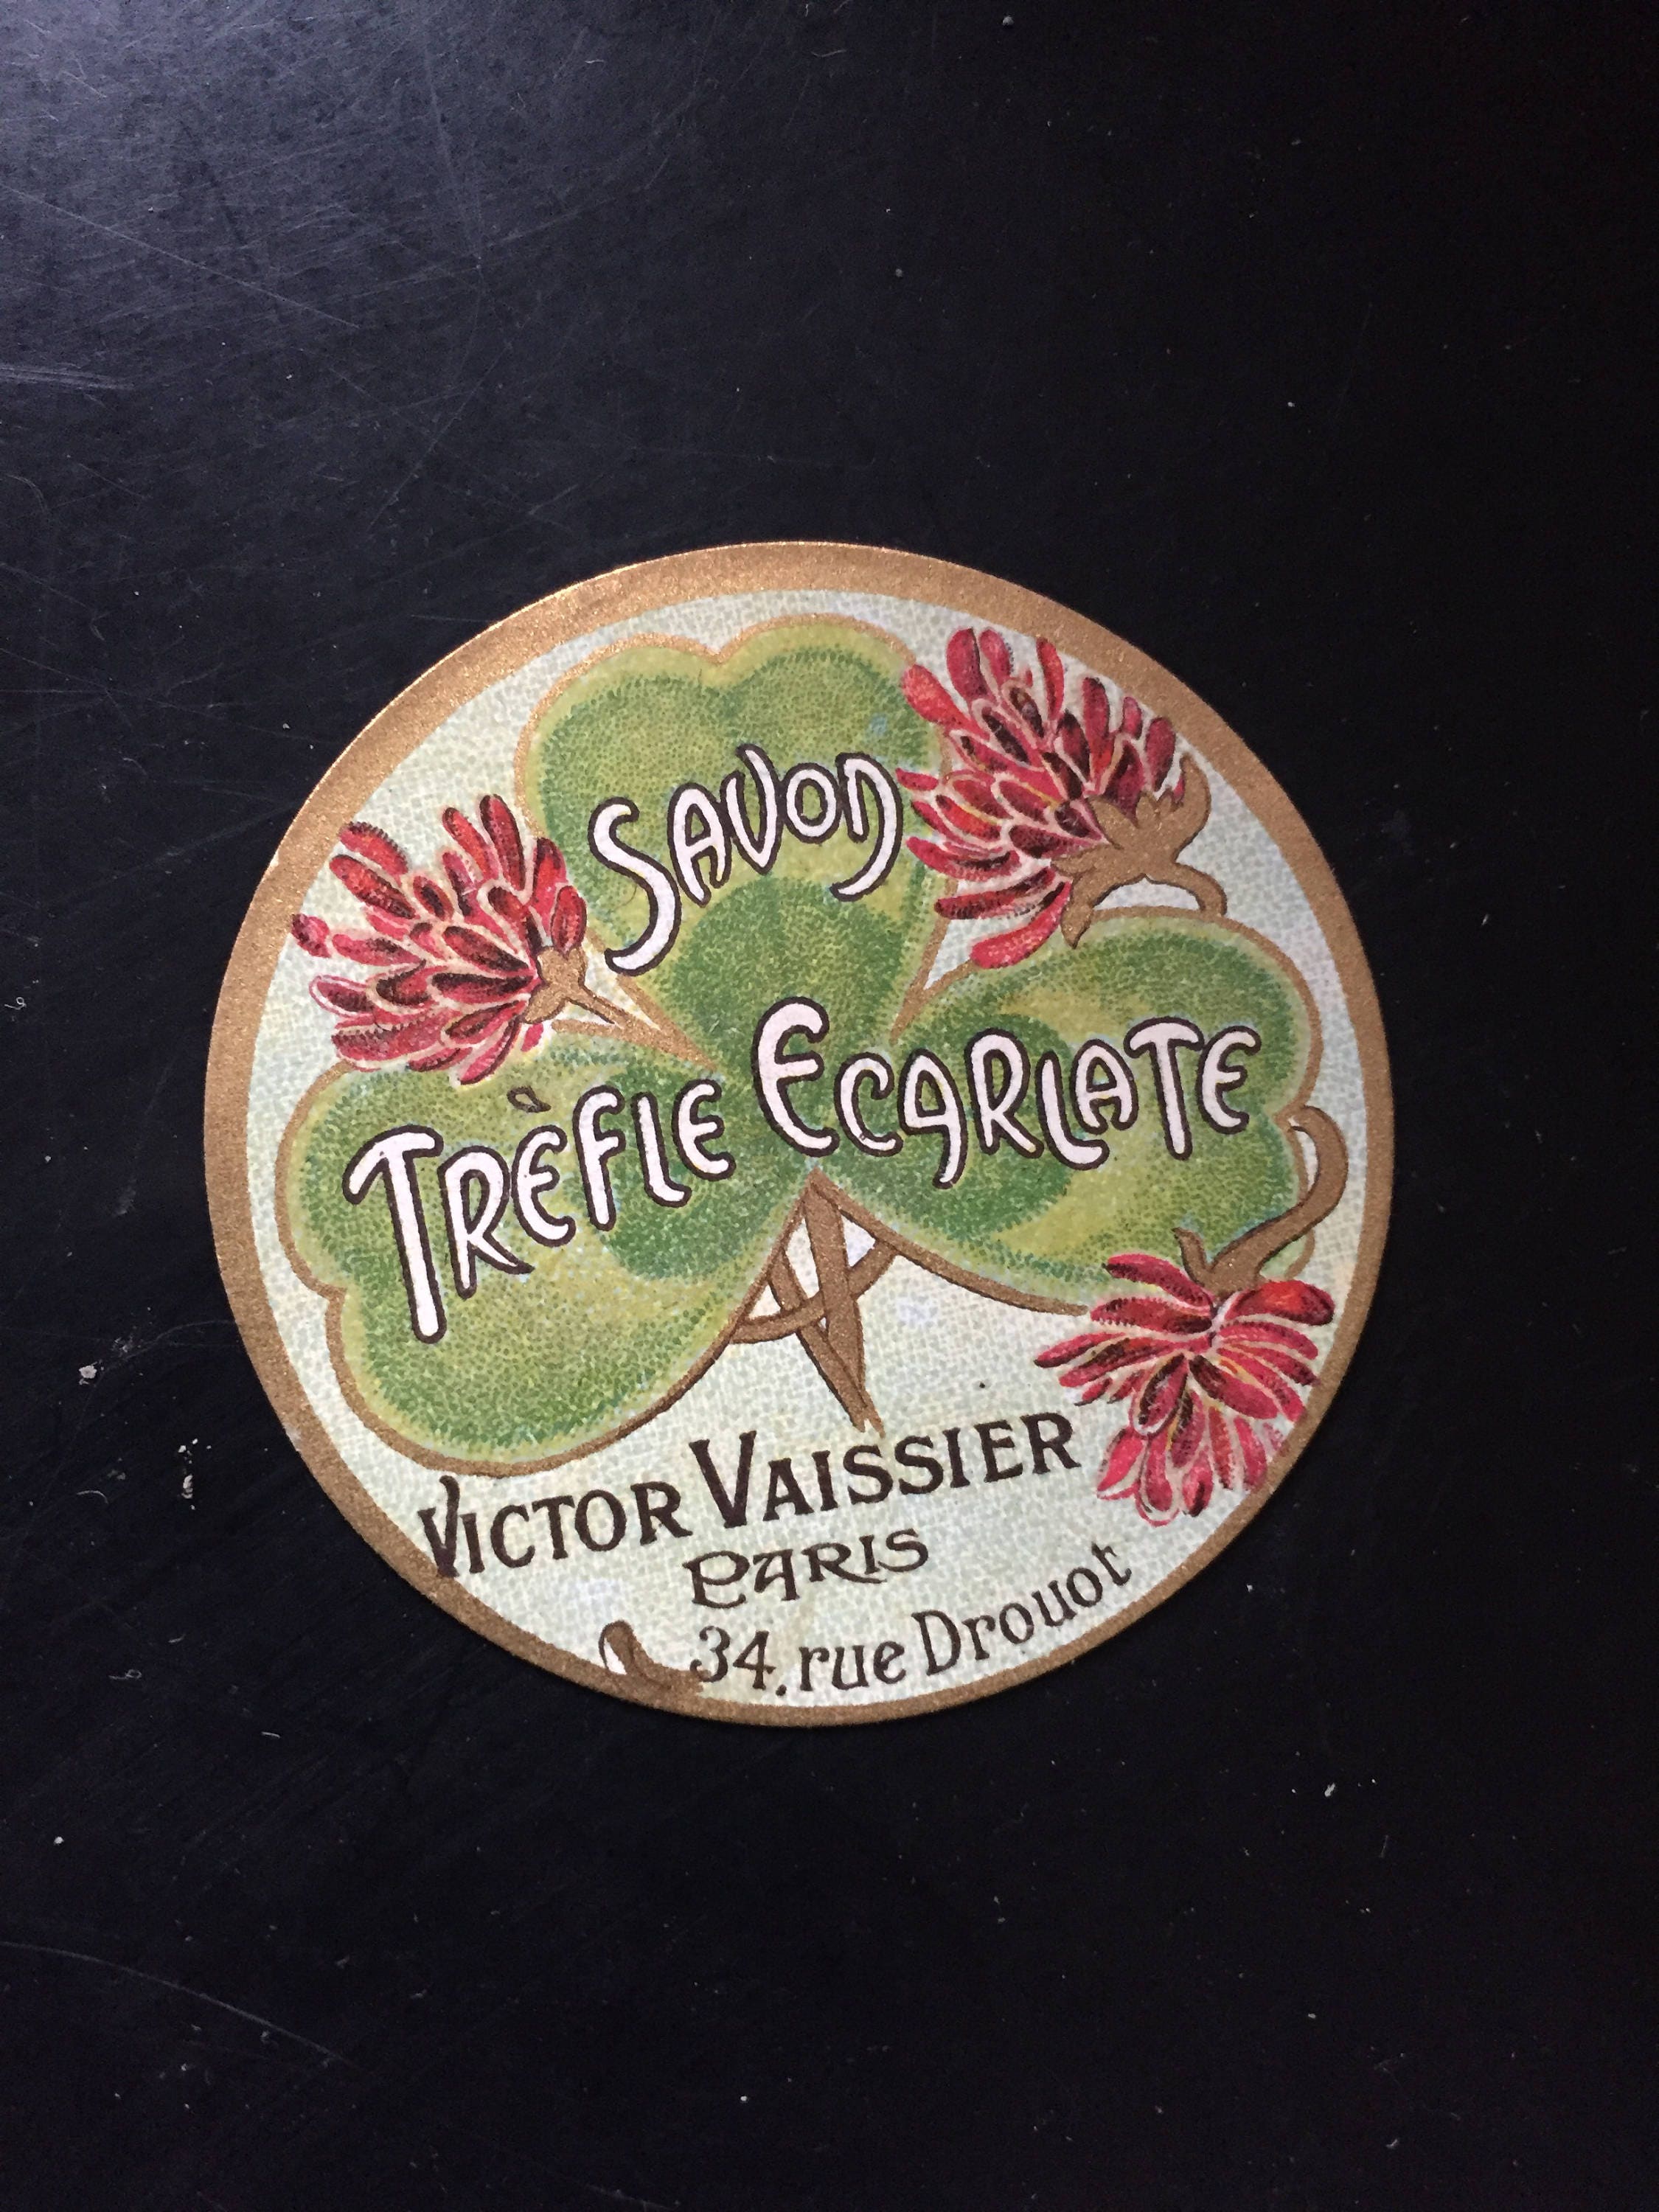 SAVON
TRÈFLE ECARLATE
VICTOR VAISSIER
PARIS
34. rue Drouot